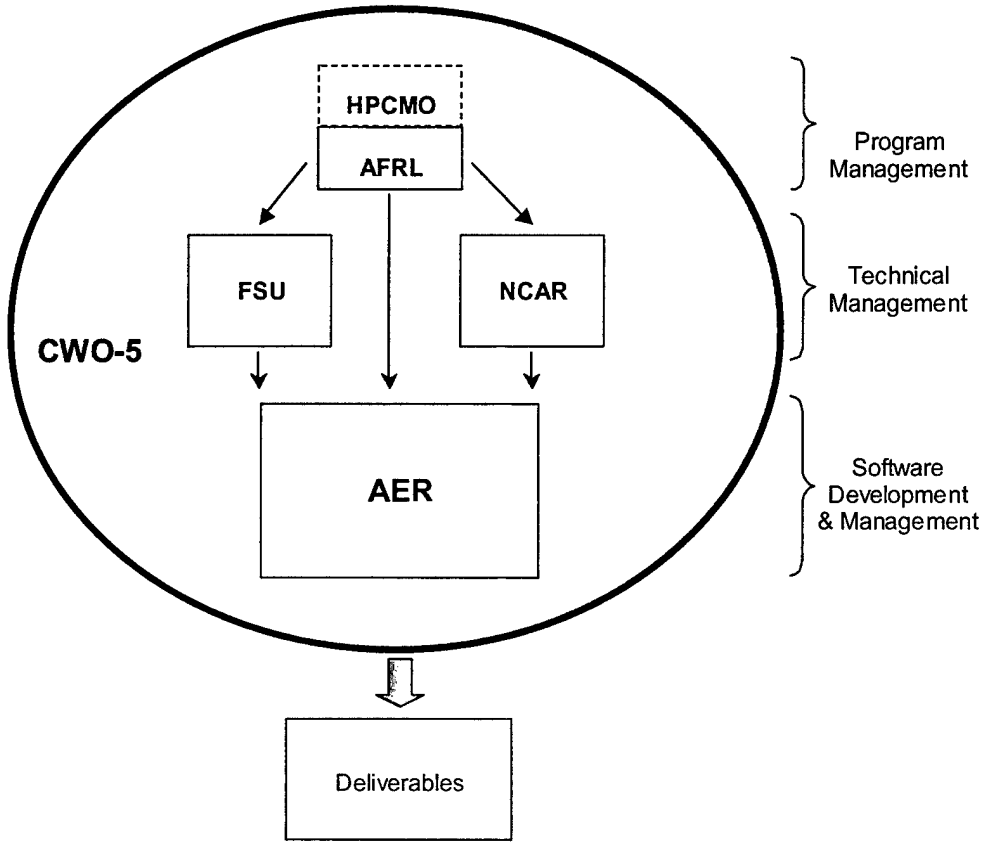 HPCMO
AFRL
Program
Management
FSU
NCAR
Technical
Management
CWO-5
AER
Software
Development
& Management
Deliverables